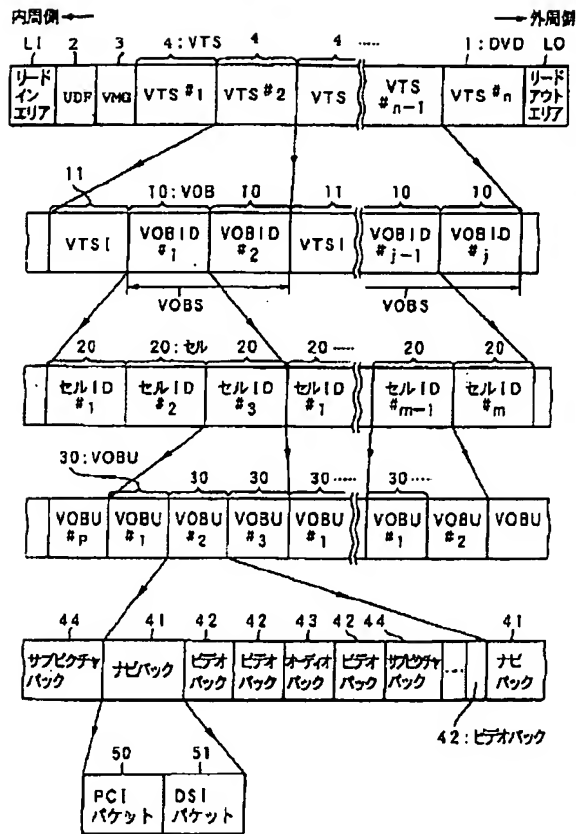 内周側 ← → 外周側
LI 2 3 4:VTS 4 4 ····· 1:DVD LO
リードインエリア UDF VMG VTS #1 VTS #2 VTS VTS #n-1 VTS #n リードアウトエリア
11 10:VOB 10 11 10 10
VTSI VOBID #1 VOBID #2 VTSI VOBID #j-1 VOBID #j
VOBS VOBS
20 20:セル 20 20 ····· 20 20
セルID #1 セルID #2 セルID #3 セルID #1 セルID #m-1 セルID #m
30:VOBU 30 30 30 ····· 30 ·····
VOBU #P VOBU #1 VOBU #2 VOBU #3 VOBU #1 VOBU #1 VOBU #2 VOBU
44 41 42 42 43 42 44 41
サブピクチャパック ナビパック ビデオパック ビデオパック オーディオパック ビデオパック サブピクチャパック ···· ナビパック
42:ビデオパック
50 51
PCIパケット DSIパケット